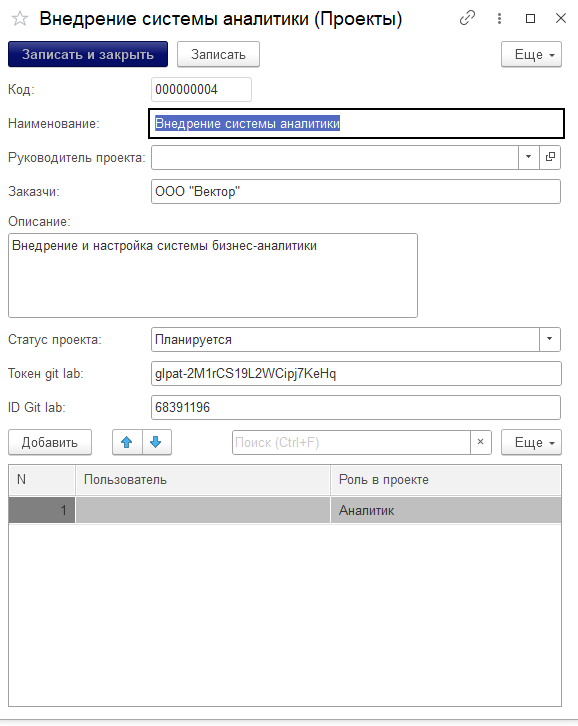 Внедрение системы аналитики (Проекты)
Записать и закрыть Записать Еще
Код: 000000004
Наименование: Внедрение системы аналитики
Руководитель проекта:
Заказчи: ООО "Вектор"
Описание:
Внедрение и настройка системы бизнес-аналитики
Статус проекта: Планируется
Токен git lab: glpat-2M1rCS19L2WCipj7KeHq
ID Git lab: 68391196
Добавить Поиск (Ctrl+F) × Еще
N Пользователь Роль в проекте
1 Аналитик